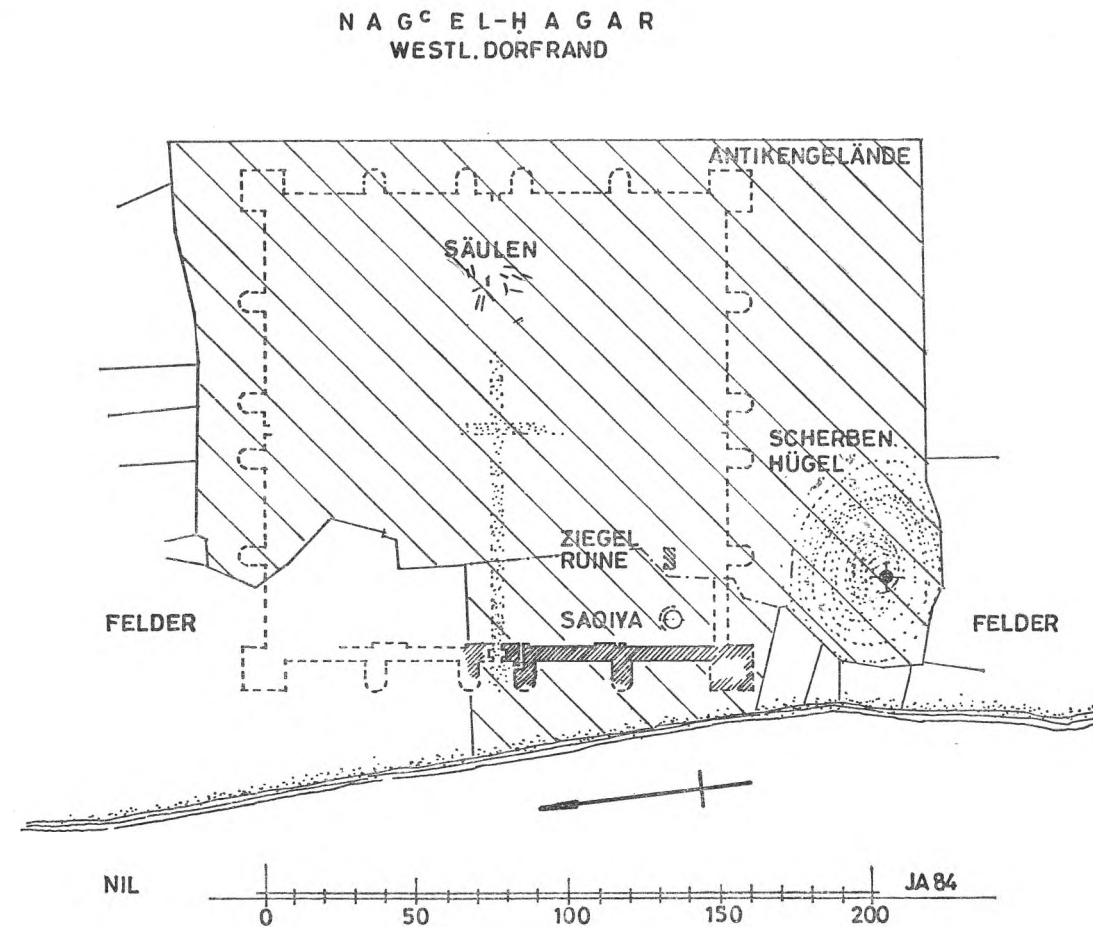 NAGᶜ EL-ḤAGAR
WESTL. DORFRAND
ANTIKENGELÄNDE
SÄULEN
SCHERBEN
HÜGEL
ZIEGEL
RUINE
SAQIYA
FELDER
FELDER
NIL
JA 84
0 50 100 150 200